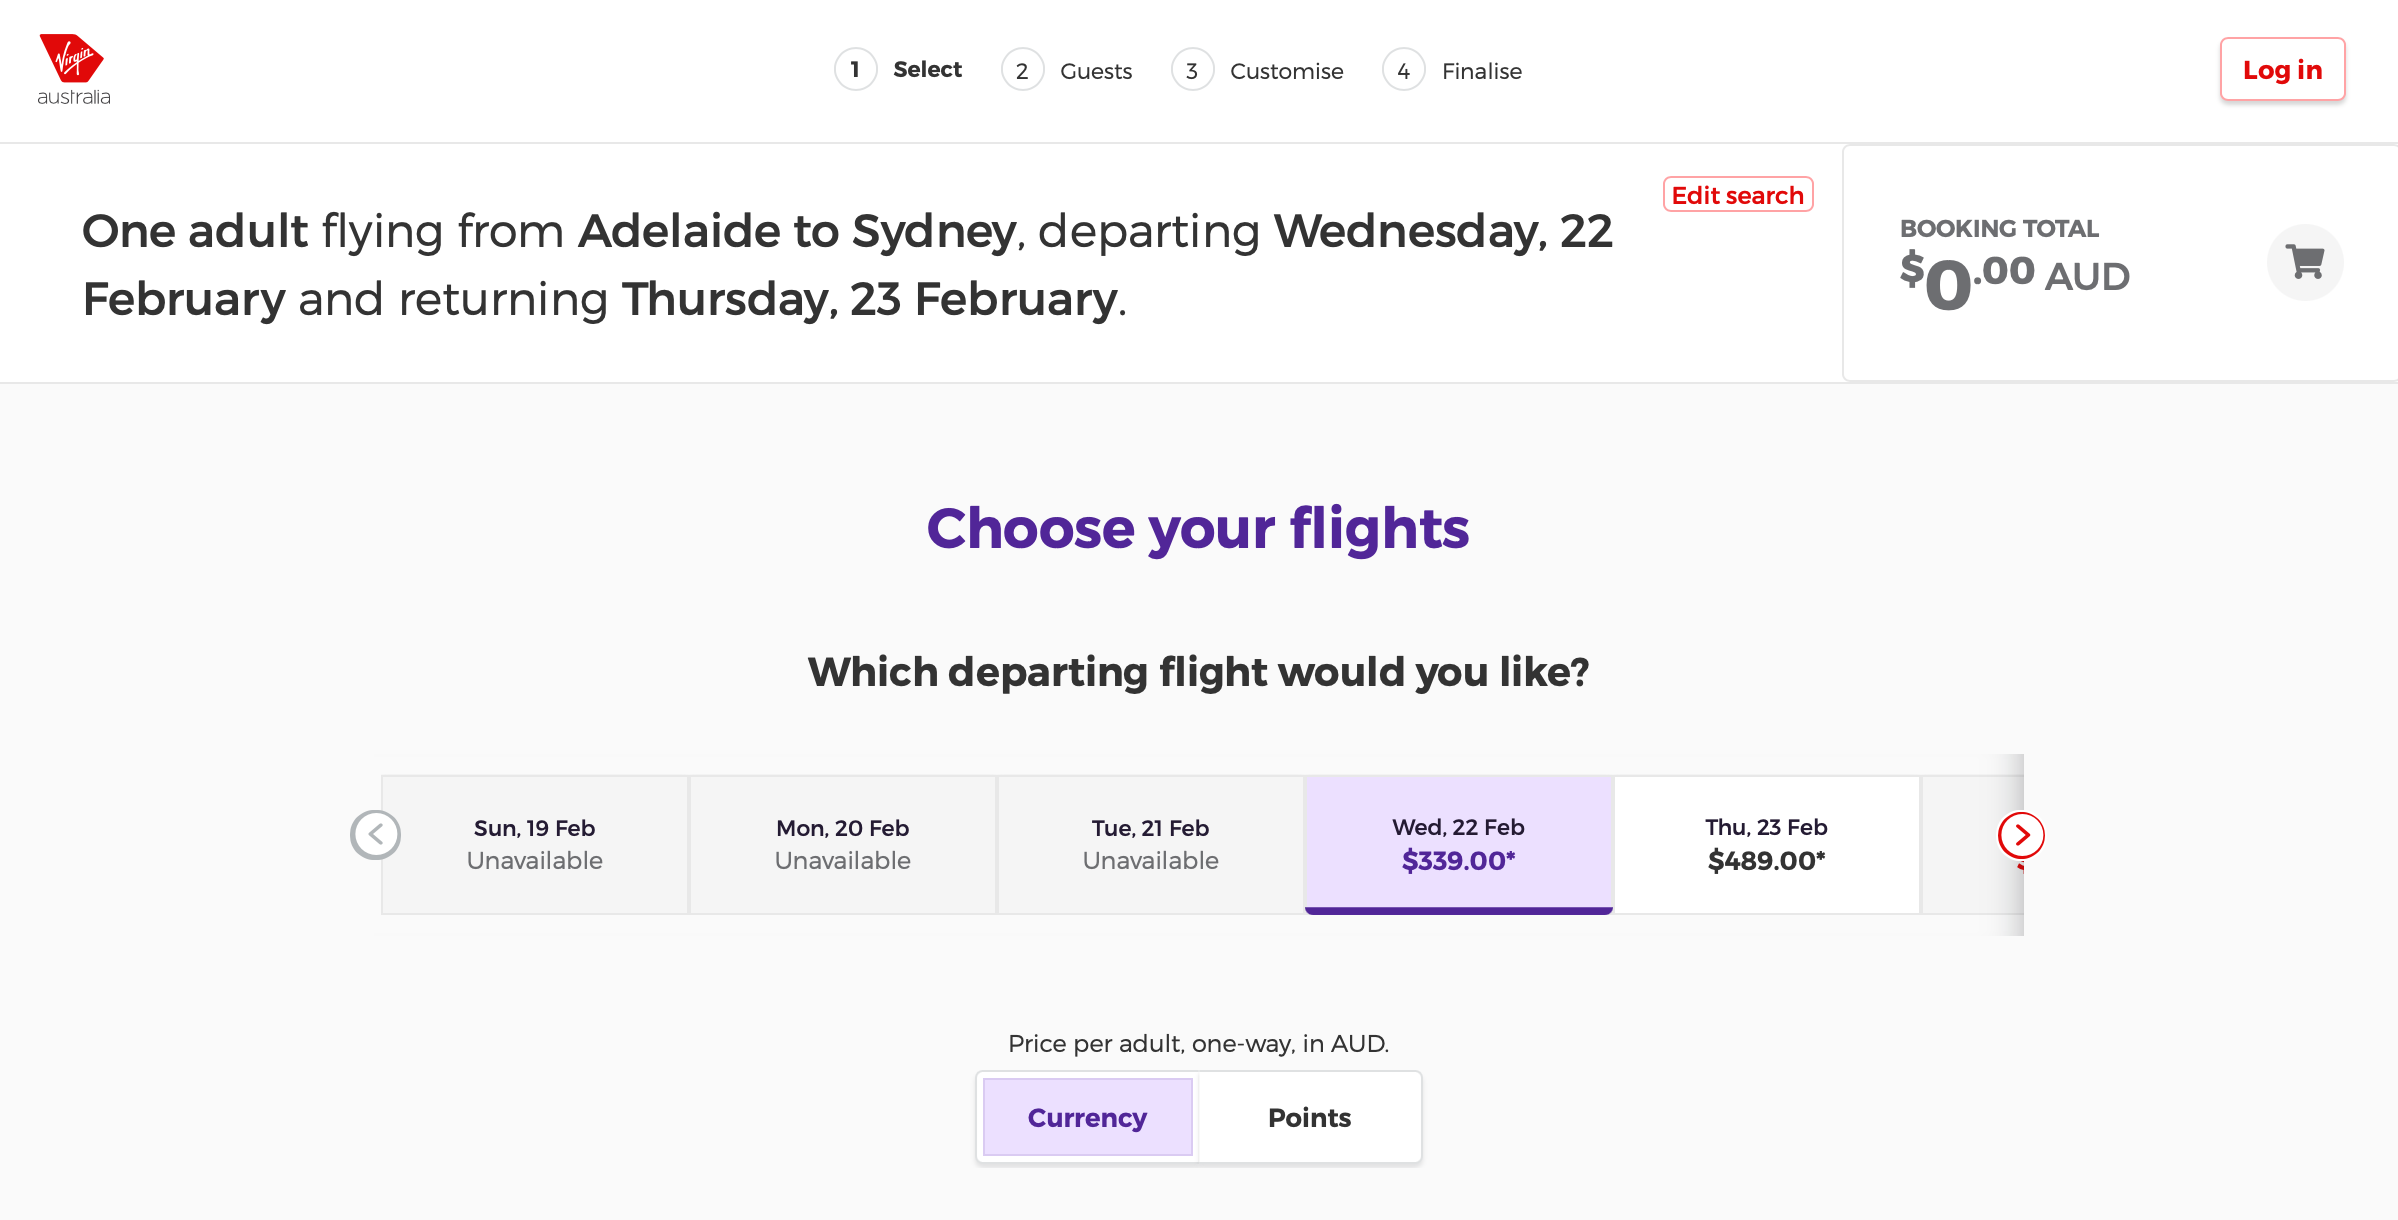 Virgin
australia
1 Select 2 Guests 3 Customise 4 Finalise
Log in
One adult flying from Adelaide to Sydney, departing Wednesday, 22
February and returning Thursday, 23 February.
Edit search
BOOKING TOTAL
$0.00 AUD
Choose your flights
Which departing flight would you like?
Sun, 19 Feb
Unavailable
Mon, 20 Feb
Unavailable
Tue, 21 Feb
Unavailable
Wed, 22 Feb
$339.00*
Thu, 23 Feb
$489.00*
Price per adult, one-way, in AUD.
Currency
Points